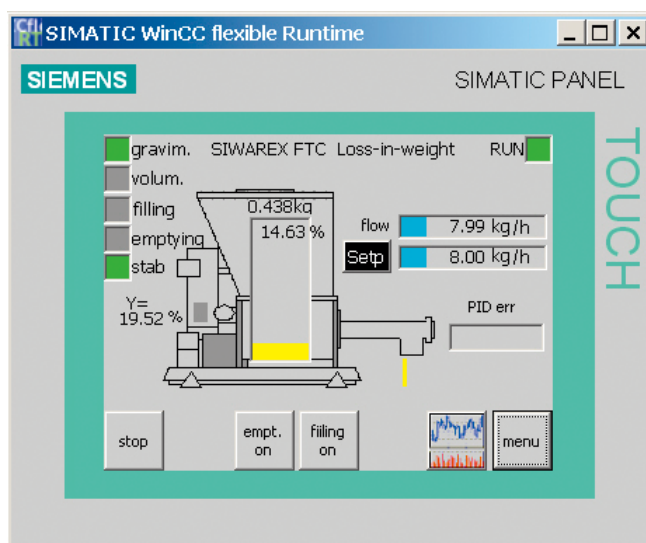 Cfl
RT
SIMATIC WinCC flexible Runtime
SIEMENS
SIMATIC PANEL
TOUCH
gravim.
SIWAREX FTC Loss-in-weight
RUN
volum.
filling
emptying
stab
0.438kg
14.63 %
flow
7.99 kg/h
Setp
8.00 kg/h
Y=
19.52 %
PID err
stop
empt.
on
fiiling
on
menu